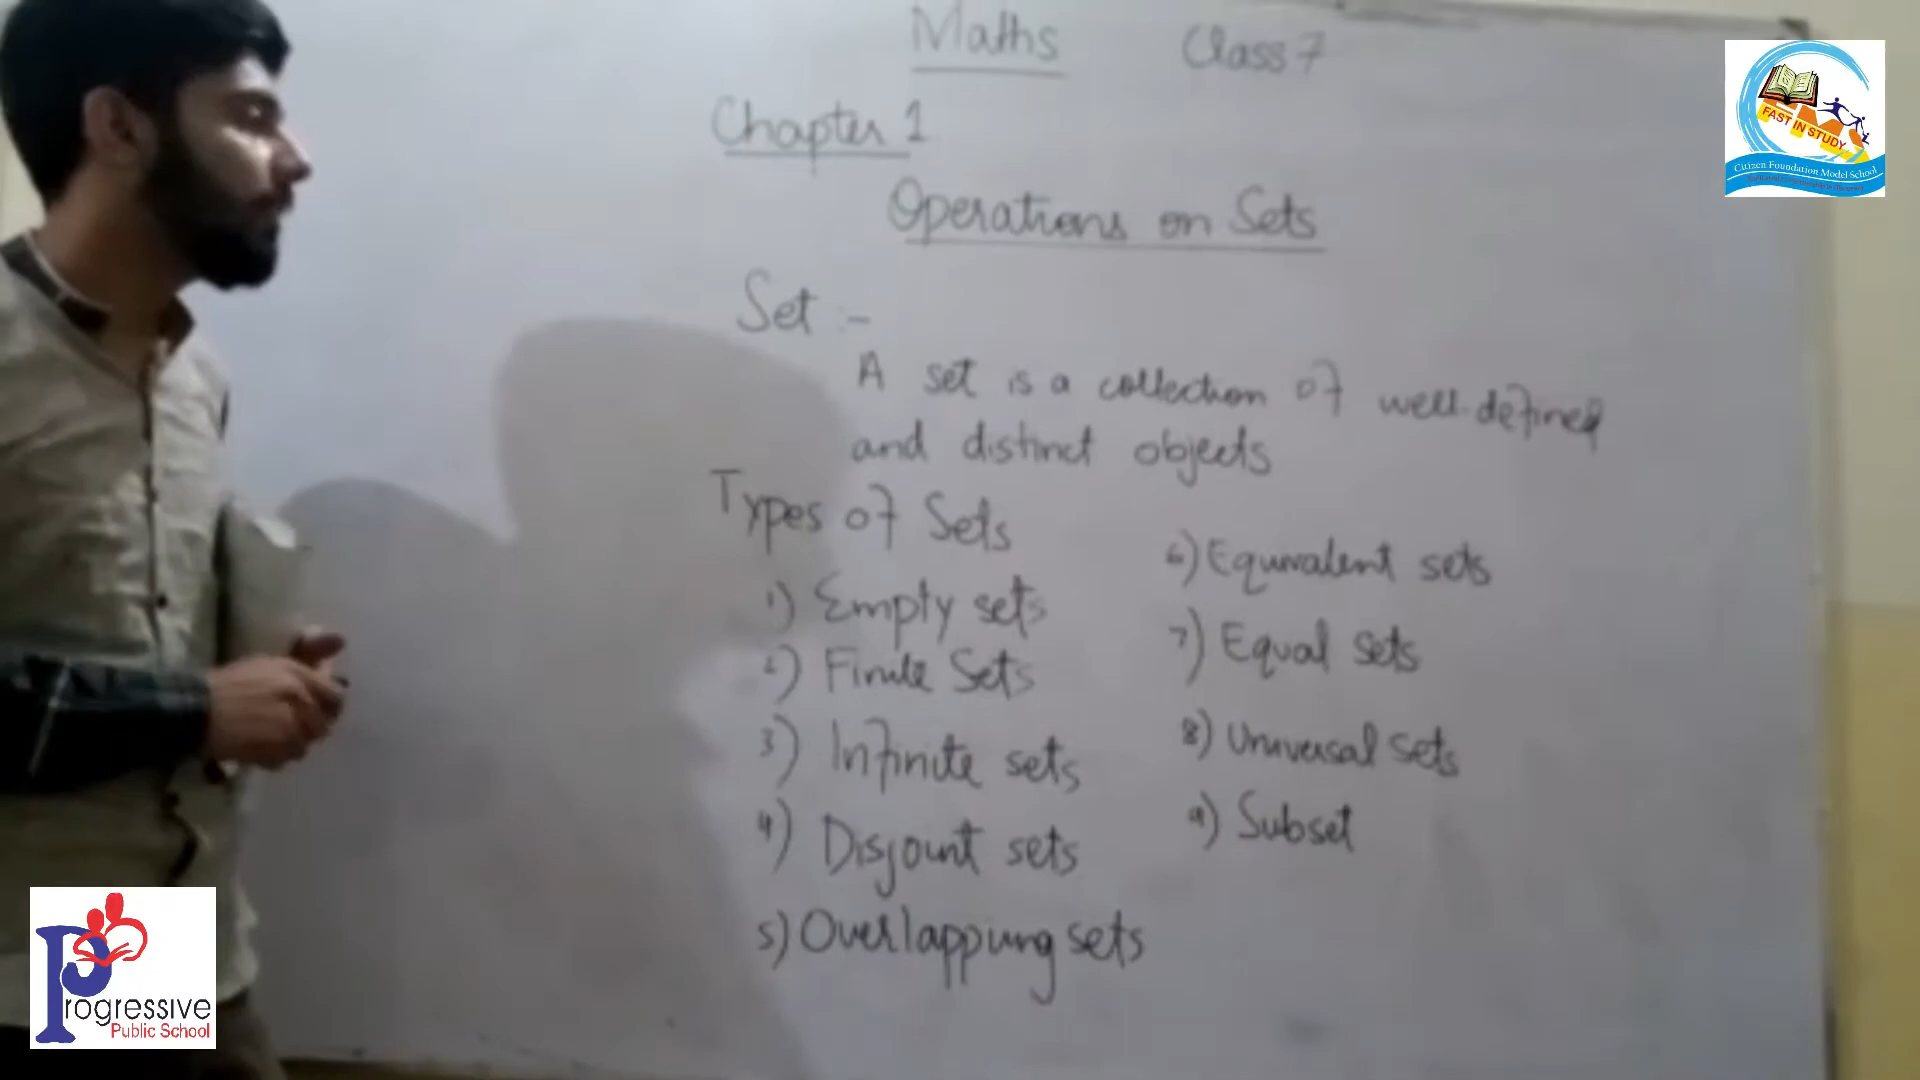 Maths Class 7
Chapter 1
Operations on Sets
Set :-
A set is a collection of well-defined
and distinct objects
Types of Sets
1) Empty sets
2) Finite Sets
3) Infinite sets
4) Disjoint sets
5) Overlapping sets
6) Equivalent sets
7) Equal sets
8) Universal sets
9) Subset
FAST IN STUDY
Citizen Foundation Model School
Progressive
Public School